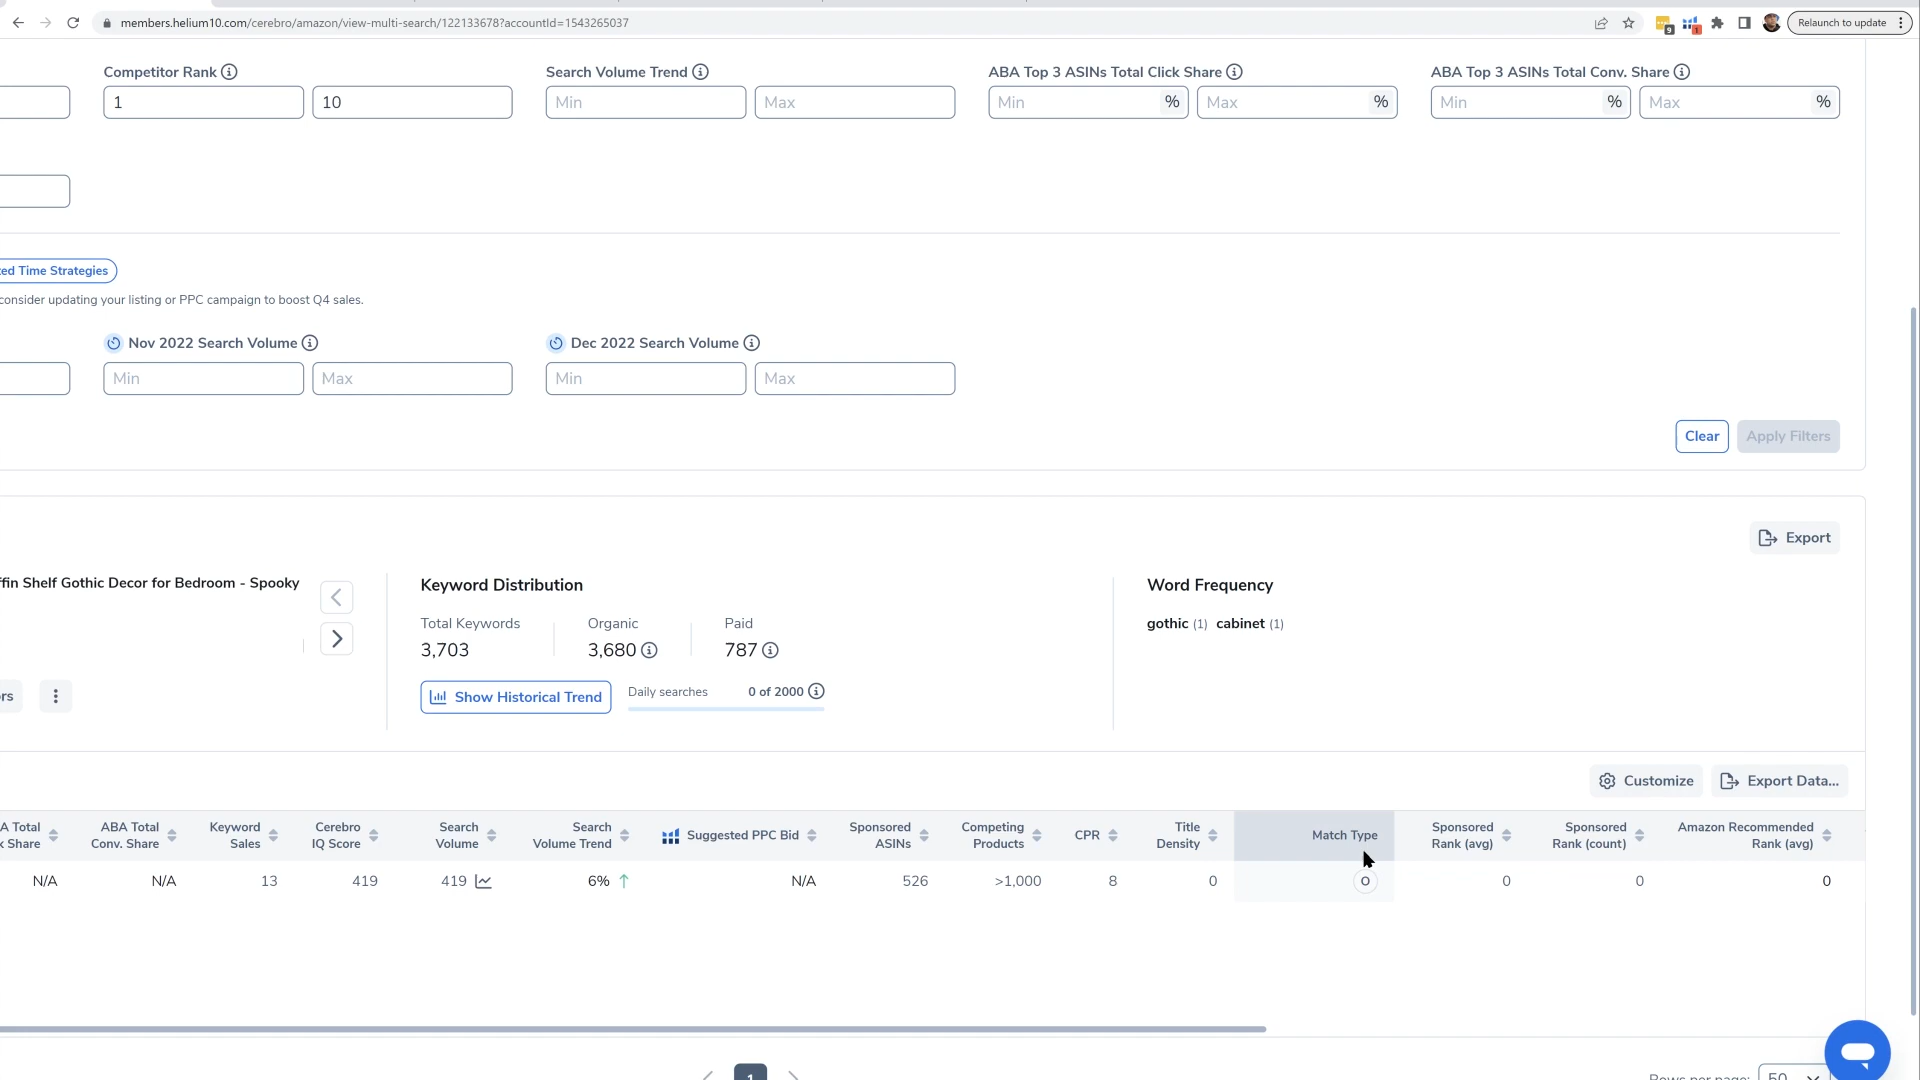 members.helium10.com/cerebro/amazon/view-multi-search/122133678?accountId=1543265037
9
1
Relaunch to update
Competitor Rank
Search Volume Trend
ABA Top 3 ASINs Total Click Share
ABA Top 3 ASINs Total Conv. Share
1
10
Min
Max
Min %
Max %
Min %
Max %
ted Time Strategies
consider updating your listing or PPC campaign to boost Q4 sales.
Nov 2022 Search Volume
Dec 2022 Search Volume
Min
Max
Min
Max
Clear
Apply Filters
Export
ffin Shelf Gothic Decor for Bedroom - Spooky
Keyword Distribution
Word Frequency
Total Keywords
Organic
Paid
gothic (1) cabinet (1)
3,703
3,680
787
rs
Show Historical Trend
Daily searches
0 of 2000
Customize
Export Data...
A Total
k Share
ABA Total
Conv. Share
Keyword
Sales
Cerebro
IQ Score
Search
Volume
Search
Volume Trend
Suggested PPC Bid
Sponsored
ASINs
Competing
Products
CPR
Title
Density
Match Type
Sponsored
Rank (avg)
Sponsored
Rank (count)
Amazon Recommended
Rank (avg)
N/A
N/A
13
419
419
6%
N/A
526
>1,000
8
0
O
0
0
0
1
Rows per page:
50